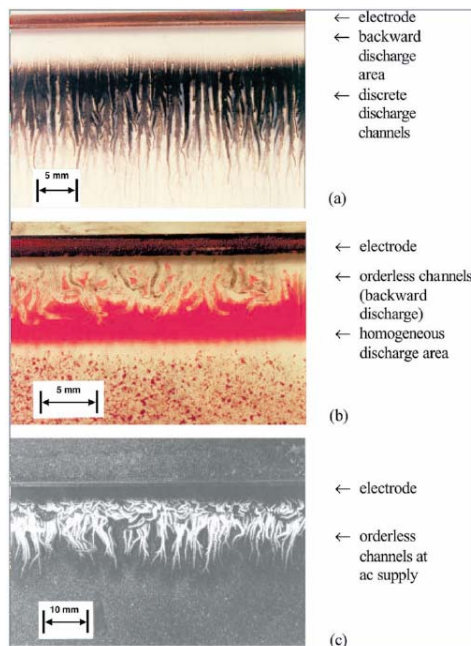 ← electrode
← backward
discharge
area
← discrete
discharge
channels
5 mm
(a)
← electrode
← orderless channels
(backward
discharge)
← homogeneous
discharge area
5 mm
(b)
← electrode
← orderless
channels at
ac supply
10 mm
(c)